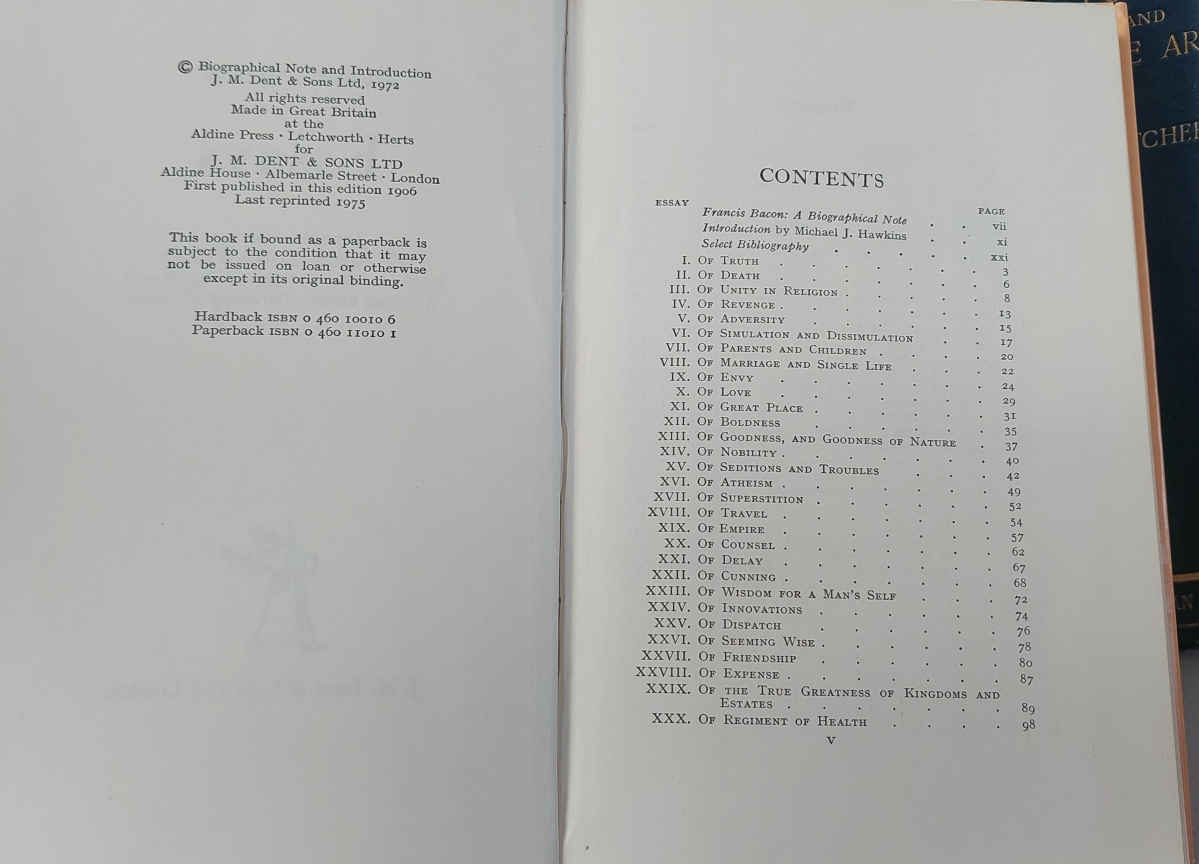 © Biographical Note and Introduction
J. M. Dent & Sons Ltd, 1972
All rights reserved
Made in Great Britain
at the
Aldine Press · Letchworth · Herts
for
J. M. DENT & SONS LTD
Aldine House · Albemarle Street · London
First published in this edition 1906
Last reprinted 1975
This book if bound as a paperback is
subject to the condition that it may
not be issued on loan or otherwise
except in its original binding.
Hardback ISBN 0 460 10010 6
Paperback ISBN 0 460 11010 1
CONTENTS
ESSAY PAGE
Francis Bacon: A Biographical Note . . vii
Introduction by Michael J. Hawkins . . xi
Select Bibliography . . . . . xxi
I. OF TRUTH . . . . . . . 3
II. OF DEATH . . . . . . . 6
III. OF UNITY IN RELIGION . . . . . 8
IV. OF REVENGE . . . . . . . 13
V. OF ADVERSITY . . . . . . 15
VI. OF SIMULATION AND DISSIMULATION . . 17
VII. OF PARENTS AND CHILDREN . . . . 20
VIII. OF MARRIAGE AND SINGLE LIFE . . . 22
IX. OF ENVY . . . . . . . 24
X. OF LOVE . . . . . . . 29
XI. OF GREAT PLACE . . . . . . 31
XII. OF BOLDNESS . . . . . . 35
XIII. OF GOODNESS, AND GOODNESS OF NATURE . 37
XIV. OF NOBILITY . . . . . . . 40
XV. OF SEDITIONS AND TROUBLES . . . 42
XVI. OF ATHEISM . . . . . . . 49
XVII. OF SUPERSTITION . . . . . . 52
XVIII. OF TRAVEL . . . . . . . 54
XIX. OF EMPIRE . . . . . . . 57
XX. OF COUNSEL . . . . . . . 62
XXI. OF DELAY . . . . . . . 67
XXII. OF CUNNING . . . . . . . 68
XXIII. OF WISDOM FOR A MAN'S SELF . . . 72
XXIV. OF INNOVATIONS . . . . . . 74
XXV. OF DISPATCH . . . . . . 76
XXVI. OF SEEMING WISE . . . . . . 78
XXVII. OF FRIENDSHIP . . . . . . 80
XXVIII. OF EXPENSE . . . . . . . 87
XXIX. OF THE TRUE GREATNESS OF KINGDOMS AND
ESTATES . . . . . . . 89
XXX. OF REGIMENT OF HEALTH . . . . 98
v
AND